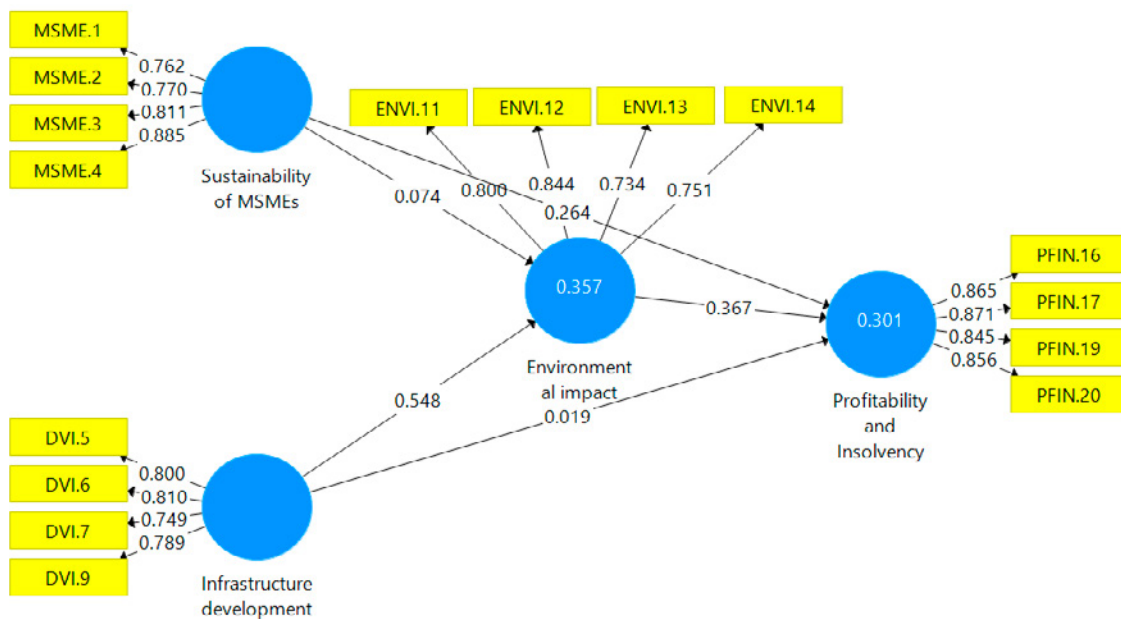 MSME.1
MSME.2
MSME.3
MSME.4
0.762
0.770
0.811
0.885
Sustainability
of MSMEs
ENVI.11
ENVI.12
ENVI.13
ENVI.14
0.800
0.844
0.734
0.751
0.074
0.264
0.357
Environment
al impact
0.367
0.548
0.019
0.301
Profitability
and
Insolvency
0.865
0.871
0.845
0.856
PFIN.16
PFIN.17
PFIN.19
PFIN.20
DVI.5
DVI.6
DVI.7
DVI.9
0.800
0.810
0.749
0.789
Infrastructure
development